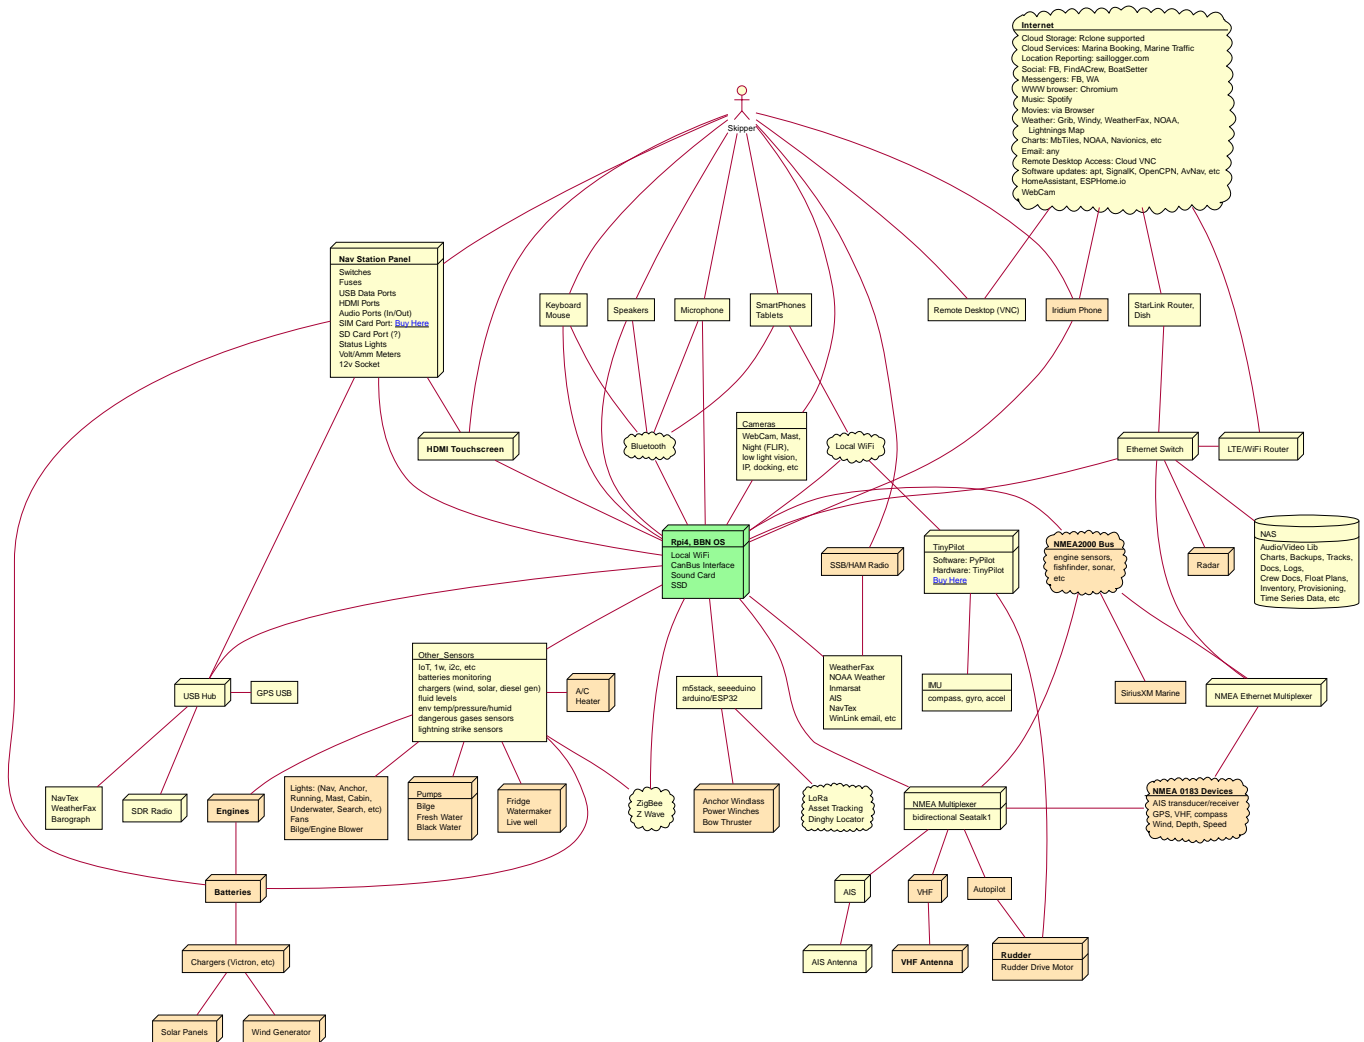 Internet
Cloud Storage: Rclone supported
Cloud Services: Marina Booking, Marine Traffic
Location Reporting: saillogger.com
Social: FB, FindACrew, BoatSetter
Messengers: FB, WA
WWW browser: Chromium
Music: Spotify
Movies: via Browser
Weather: Grib, Windy, WeatherFax, NOAA,
Lightnings Map
Charts: MbTiles, NOAA, Navionics, etc
Email: any
Remote Desktop Access: Cloud VNC
Software updates: apt, SignalK, OpenCPN, AvNav, etc
HomeAssistant, ESPHome.io
WebCam
Skipper
Nav Station Panel
Switches
Fuses
USB Data Ports
HDMI Ports
Audio Ports (In/Out)
SIM Card Port: Buy Here
SD Card Port (?)
Status Lights
Volt/Amm Meters
12v Socket
Keyboard
Mouse
Speakers
Microphone
SmartPhones
Tablets
Remote Desktop (VNC)
Iridium Phone
StarLink Router,
Dish
HDMI Touchscreen
Bluetooth
Cameras
WebCam, Mast,
Night (FLIR),
low light vision,
IP, docking, etc
Local WiFi
Ethernet Switch
LTE/WiFi Router
Rpi4, BBN OS
Local WiFi
CanBus Interface
Sound Card
SSD
SSB/HAM Radio
TinyPilot
Software: PyPilot
Hardware: TinyPilot
Buy Here
NMEA2000 Bus
engine sensors,
fishfinder, sonar,
etc
Radar
NAS
Audio/Video Lib
Charts, Backups, Tracks,
Docs, Logs,
Crew Docs, Float Plans,
Inventory, Provisioning,
Time Series Data, etc
USB Hub
GPS USB
Other_Sensors
IoT, 1w, i2c, etc
batteries monitoring
chargers (wind, solar, diesel gen)
fluid levels
env temp/pressure/humid
dangerous gases sensors
lightning strike sensors
A/C
Heater
m5stack, seeeduino
arduino/ESP32
WeatherFax
NOAA Weather
Inmarsat
AIS
NavTex
WinLink email, etc
IMU
compass, gyro, accel
SiriusXM Marine
NMEA Ethernet Multiplexer
NavTex
WeatherFax
Barograph
SDR Radio
Engines
Lights: (Nav, Anchor,
Running, Mast, Cabin,
Underwater, Search, etc)
Fans
Bilge/Engine Blower
Pumps
Bilge
Fresh Water
Black Water
Fridge
Watermaker
Live well
ZigBee
Z Wave
Anchor Windlass
Power Winches
Bow Thruster
LoRa
Asset Tracking
Dinghy Locator
NMEA Multiplexer
bidirectional Seatalk1
NMEA 0183 Devices
AIS transducer/receiver
GPS, VHF, compass
Wind, Depth, Speed
Batteries
AIS
VHF
Autopilot
Chargers (Victron, etc)
AIS Antenna
VHF Antenna
Rudder
Rudder Drive Motor
Solar Panels
Wind Generator